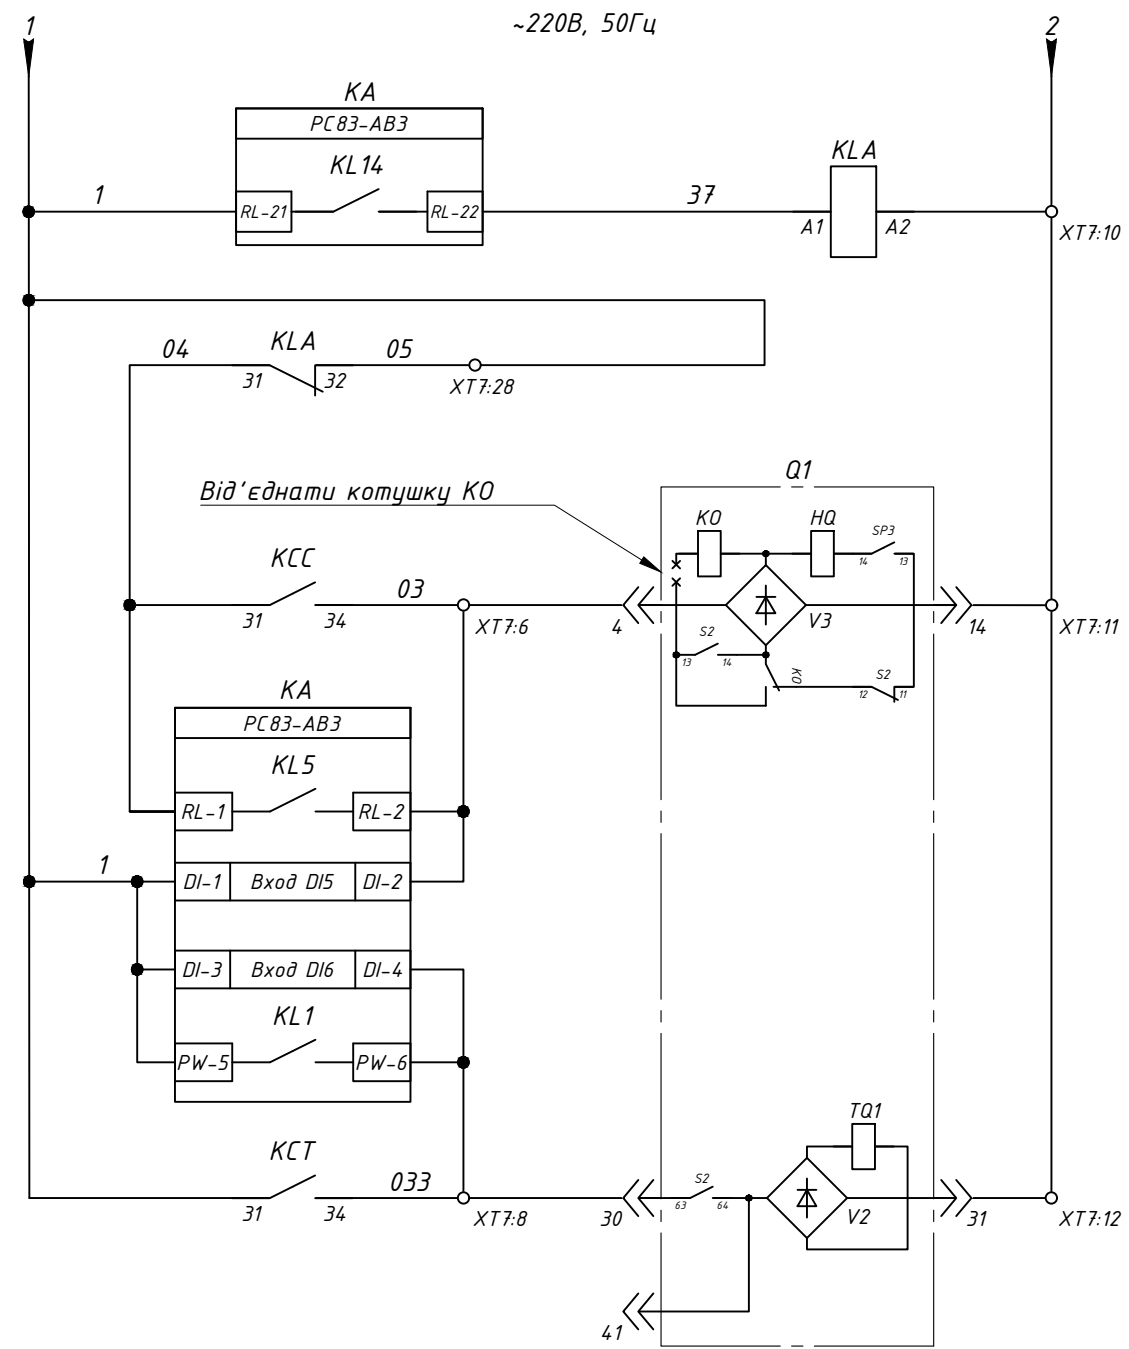 1
~220В, 50Гц
2
KA
РС83-АВ3
KL14
KLA
1
RL-21
RL-22
37
A1
A2
XT7:10
04
KLA
05
31
32
XT7:28
Q1
Від'єднати котушку КО
KO
HQ
SP3
14
13
KCC
03
31
34
XT7:6
4
V3
14
XT7:11
S2
13
14
KO
S2
12
11
KA
РС83-АВ3
KL5
RL-1
RL-2
1
DI-1
Вход DI5
DI-2
DI-3
Вход DI6
DI-4
KL1
PW-5
PW-6
TQ1
KCT
033
S2
31
34
XT7:8
30
63
64
V2
31
XT7:12
41